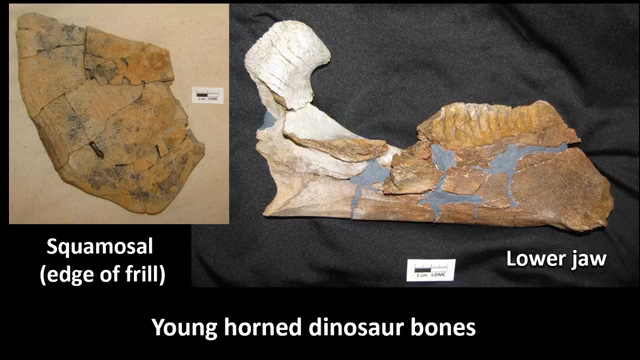 Squamosal
(edge of frill)
Lower jaw
Young horned dinosaur bones